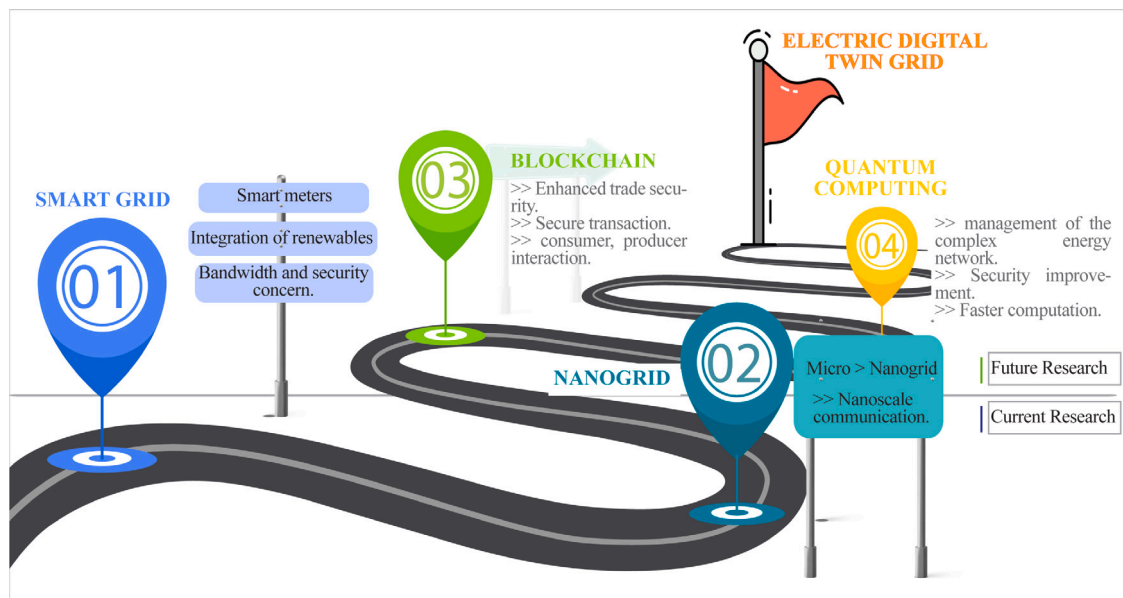 ELECTRIC DIGITAL
TWIN GRID
SMART GRID
01
Smart meters
Integration of renewables
Bandwidth and security
concern.
03
BLOCKCHAIN
>> Enhanced trade secu-
rity.
>> Secure transaction.
>> consumer, producer
interaction.
QUANTUM
COMPUTING
04
>> management of the
complex energy
network.
>> Security improve-
ment.
>> Faster computation.
NANOGRID
02
Micro > Nanogrid
>> Nanoscale
communication.
Future Research
Current Research